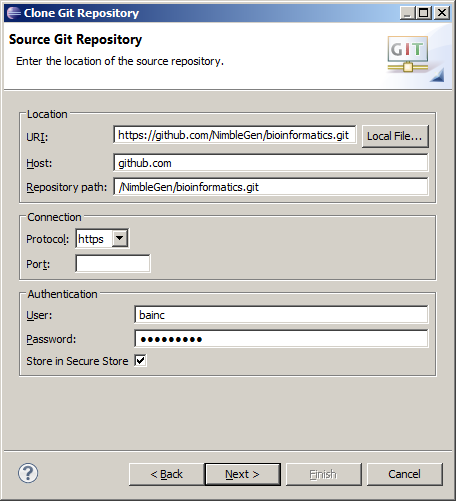 Clone Git Repository
Source Git Repository
Enter the location of the source repository.
GIT
Location
URI: https://github.com/NimbleGen/bioinformatics.git Local File...
Host: github.com
Repository path: /NimbleGen/bioinformatics.git
Connection
Protocol: https
Port:
Authentication
User: bainc
Password: ●●●●●●●●●
Store in Secure Store
? < Back Next > Finish Cancel